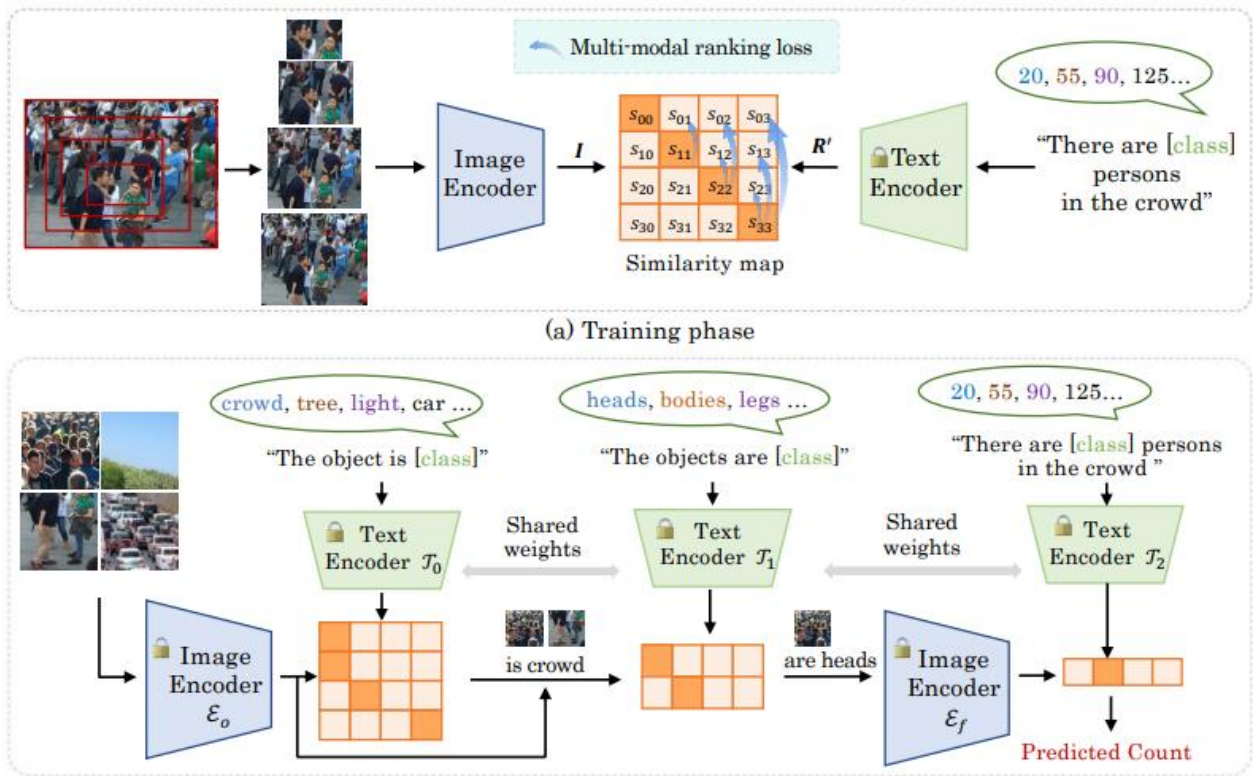 Multi-modal ranking loss
20, 55, 90, 125...
Image
Encoder
I
s00 s01 s02 s03
s10 s11 s12 s13
s20 s21 s22 s23
s30 s31 s32 s33
Similarity map
R'
Text
Encoder
“There are [class]
persons
in the crowd”
(a) Training phase
crowd, tree, light, car ...
“The object is [class]”
heads, bodies, legs ...
“The objects are [class]”
20, 55, 90, 125...
“There are [class] persons
in the crowd ”
Text
Encoder 𝒯0
Shared
weights
Text
Encoder 𝒯1
Shared
weights
Text
Encoder 𝒯2
Image
Encoder
ℰo
is crowd
are heads
Image
Encoder
ℰf
Predicted Count